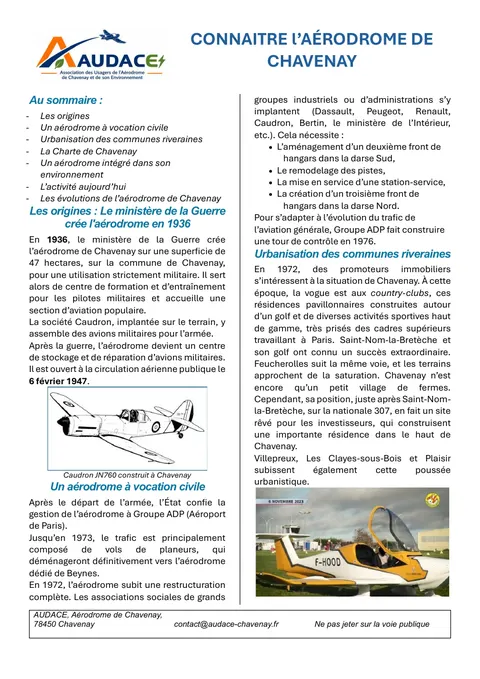 AUDACE
Association des Usagers de l'Aérodrome
de Chavenay et de son Environnement
CONNAITRE l'AÉRODROME DE
CHAVENAY
Au sommaire :
- Les origines
- Un aérodrome à vocation civile
- Urbanisation des communes riveraines
- La Charte de Chavenay
- Un aérodrome intégré dans son
environnement
- L'activité aujourd'hui
- Les évolutions de l'aérodrome de Chavenay
Les origines : Le ministère de la Guerre
crée l'aérodrome en 1936
En 1936, le ministère de la Guerre crée
l'aérodrome de Chavenay sur une superficie de
47 hectares, sur la commune de Chavenay,
pour une utilisation strictement militaire. Il sert
alors de centre de formation et d'entraînement
pour les pilotes militaires et accueille une
section d'aviation populaire.
La société Caudron, implantée sur le terrain, y
assemble des avions militaires pour l'armée.
Après la guerre, l'aérodrome devient un centre
de stockage et de réparation d'avions militaires.
Il est ouvert à la circulation aérienne publique le
6 février 1947.
Caudron JN760 construit à Chavenay
Un aérodrome à vocation civile
Après le départ de l'armée, l'État confie la
gestion de l'aérodrome à Groupe ADP (Aéroport
de Paris).
Jusqu'en 1973, le trafic est principalement
composé de vols de planeurs, qui
déménageront définitivement vers l'aérodrome
dédié de Beynes.
En 1972, l'aérodrome subit une restructuration
complète. Les associations sociales de grands
groupes industriels ou d'administrations s'y
implantent (Dassault, Peugeot, Renault,
Caudron, Bertin, le ministère de l'Intérieur,
etc.). Cela nécessite :
• L'aménagement d'un deuxième front de
hangars dans la darse Sud,
• Le remodelage des pistes,
• La mise en service d'une station-service,
• La création d'un troisième front de
hangars dans la darse Nord.
Pour s'adapter à l'évolution du trafic de
l'aviation générale, Groupe ADP fait construire
une tour de contrôle en 1976.
Urbanisation des communes riveraines
En 1972, des promoteurs immobiliers
s'intéressent à la situation de Chavenay. À cette
époque, la vogue est aux country-clubs, ces
résidences pavillonnaires construites autour
d'un golf et de diverses activités sportives haut
de gamme, très prisés des cadres supérieurs
travaillant à Paris. Saint-Nom-la-Bretèche et
son golf ont connu un succès extraordinaire.
Feucherolles suit la même voie, et les terrains
approchent de la saturation. Chavenay n'est
encore qu'un petit village de fermes.
Cependant, sa position, juste après Saint-Nom-
la-Bretèche, sur la nationale 307, en fait un site
rêvé pour les investisseurs, qui construisent
une importante résidence dans le haut de
Chavenay.
Villepreux, Les Clayes-sous-Bois et Plaisir
subissent également cette poussée
urbanistique.
5 NOVEMBRE 2023
F-HOOD
AUDACE, Aérodrome de Chavenay,
78450 Chavenay contact@audace-chavenay.fr Ne pas jeter sur la voie publique